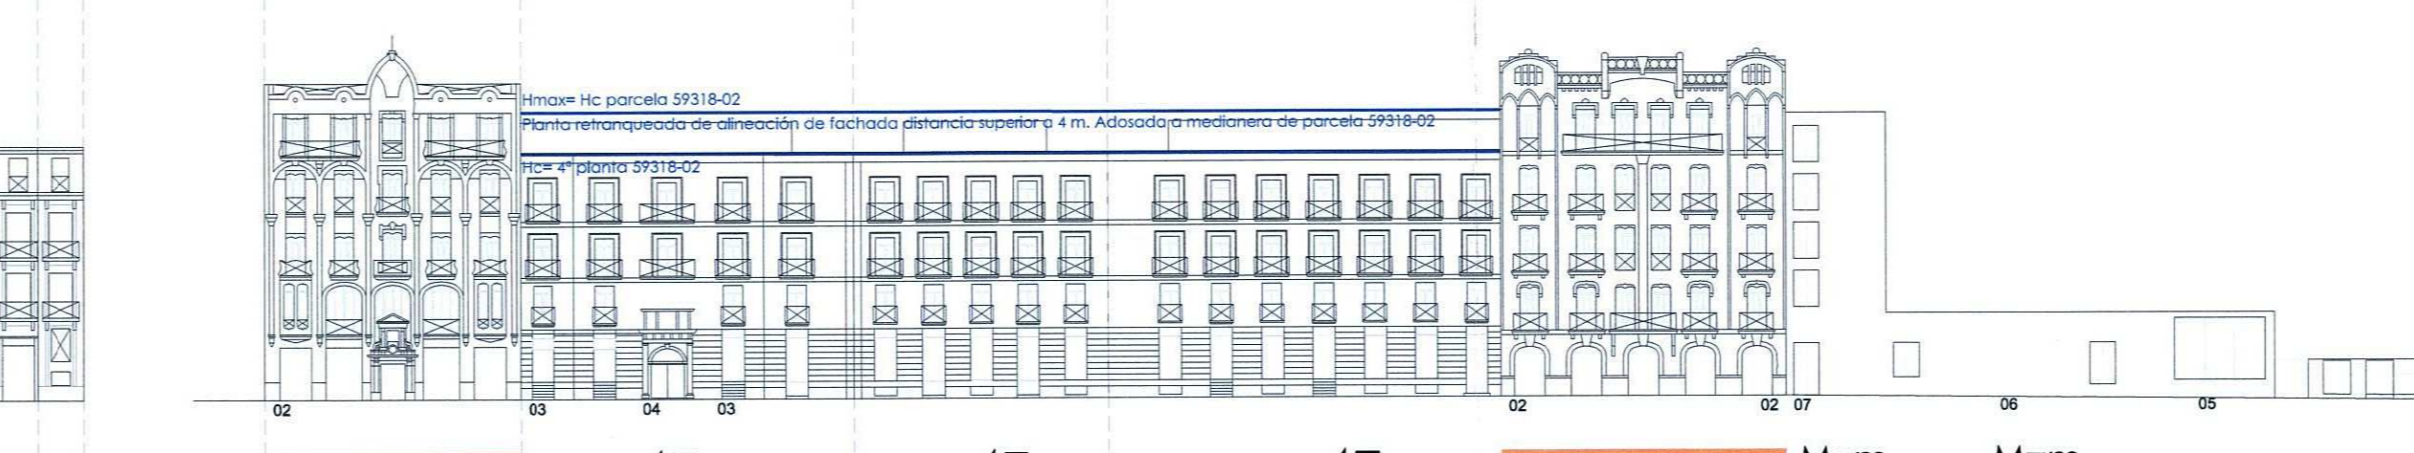 Hmax= Hc parcela 59318-02
Planta retranqueada de alineación de fachada distancia superior a 4 m. Adosada a medianera de parcela 59318-02
Hc= 4ª planta 59318-02
02 03 04 03 02 02 07 06 05